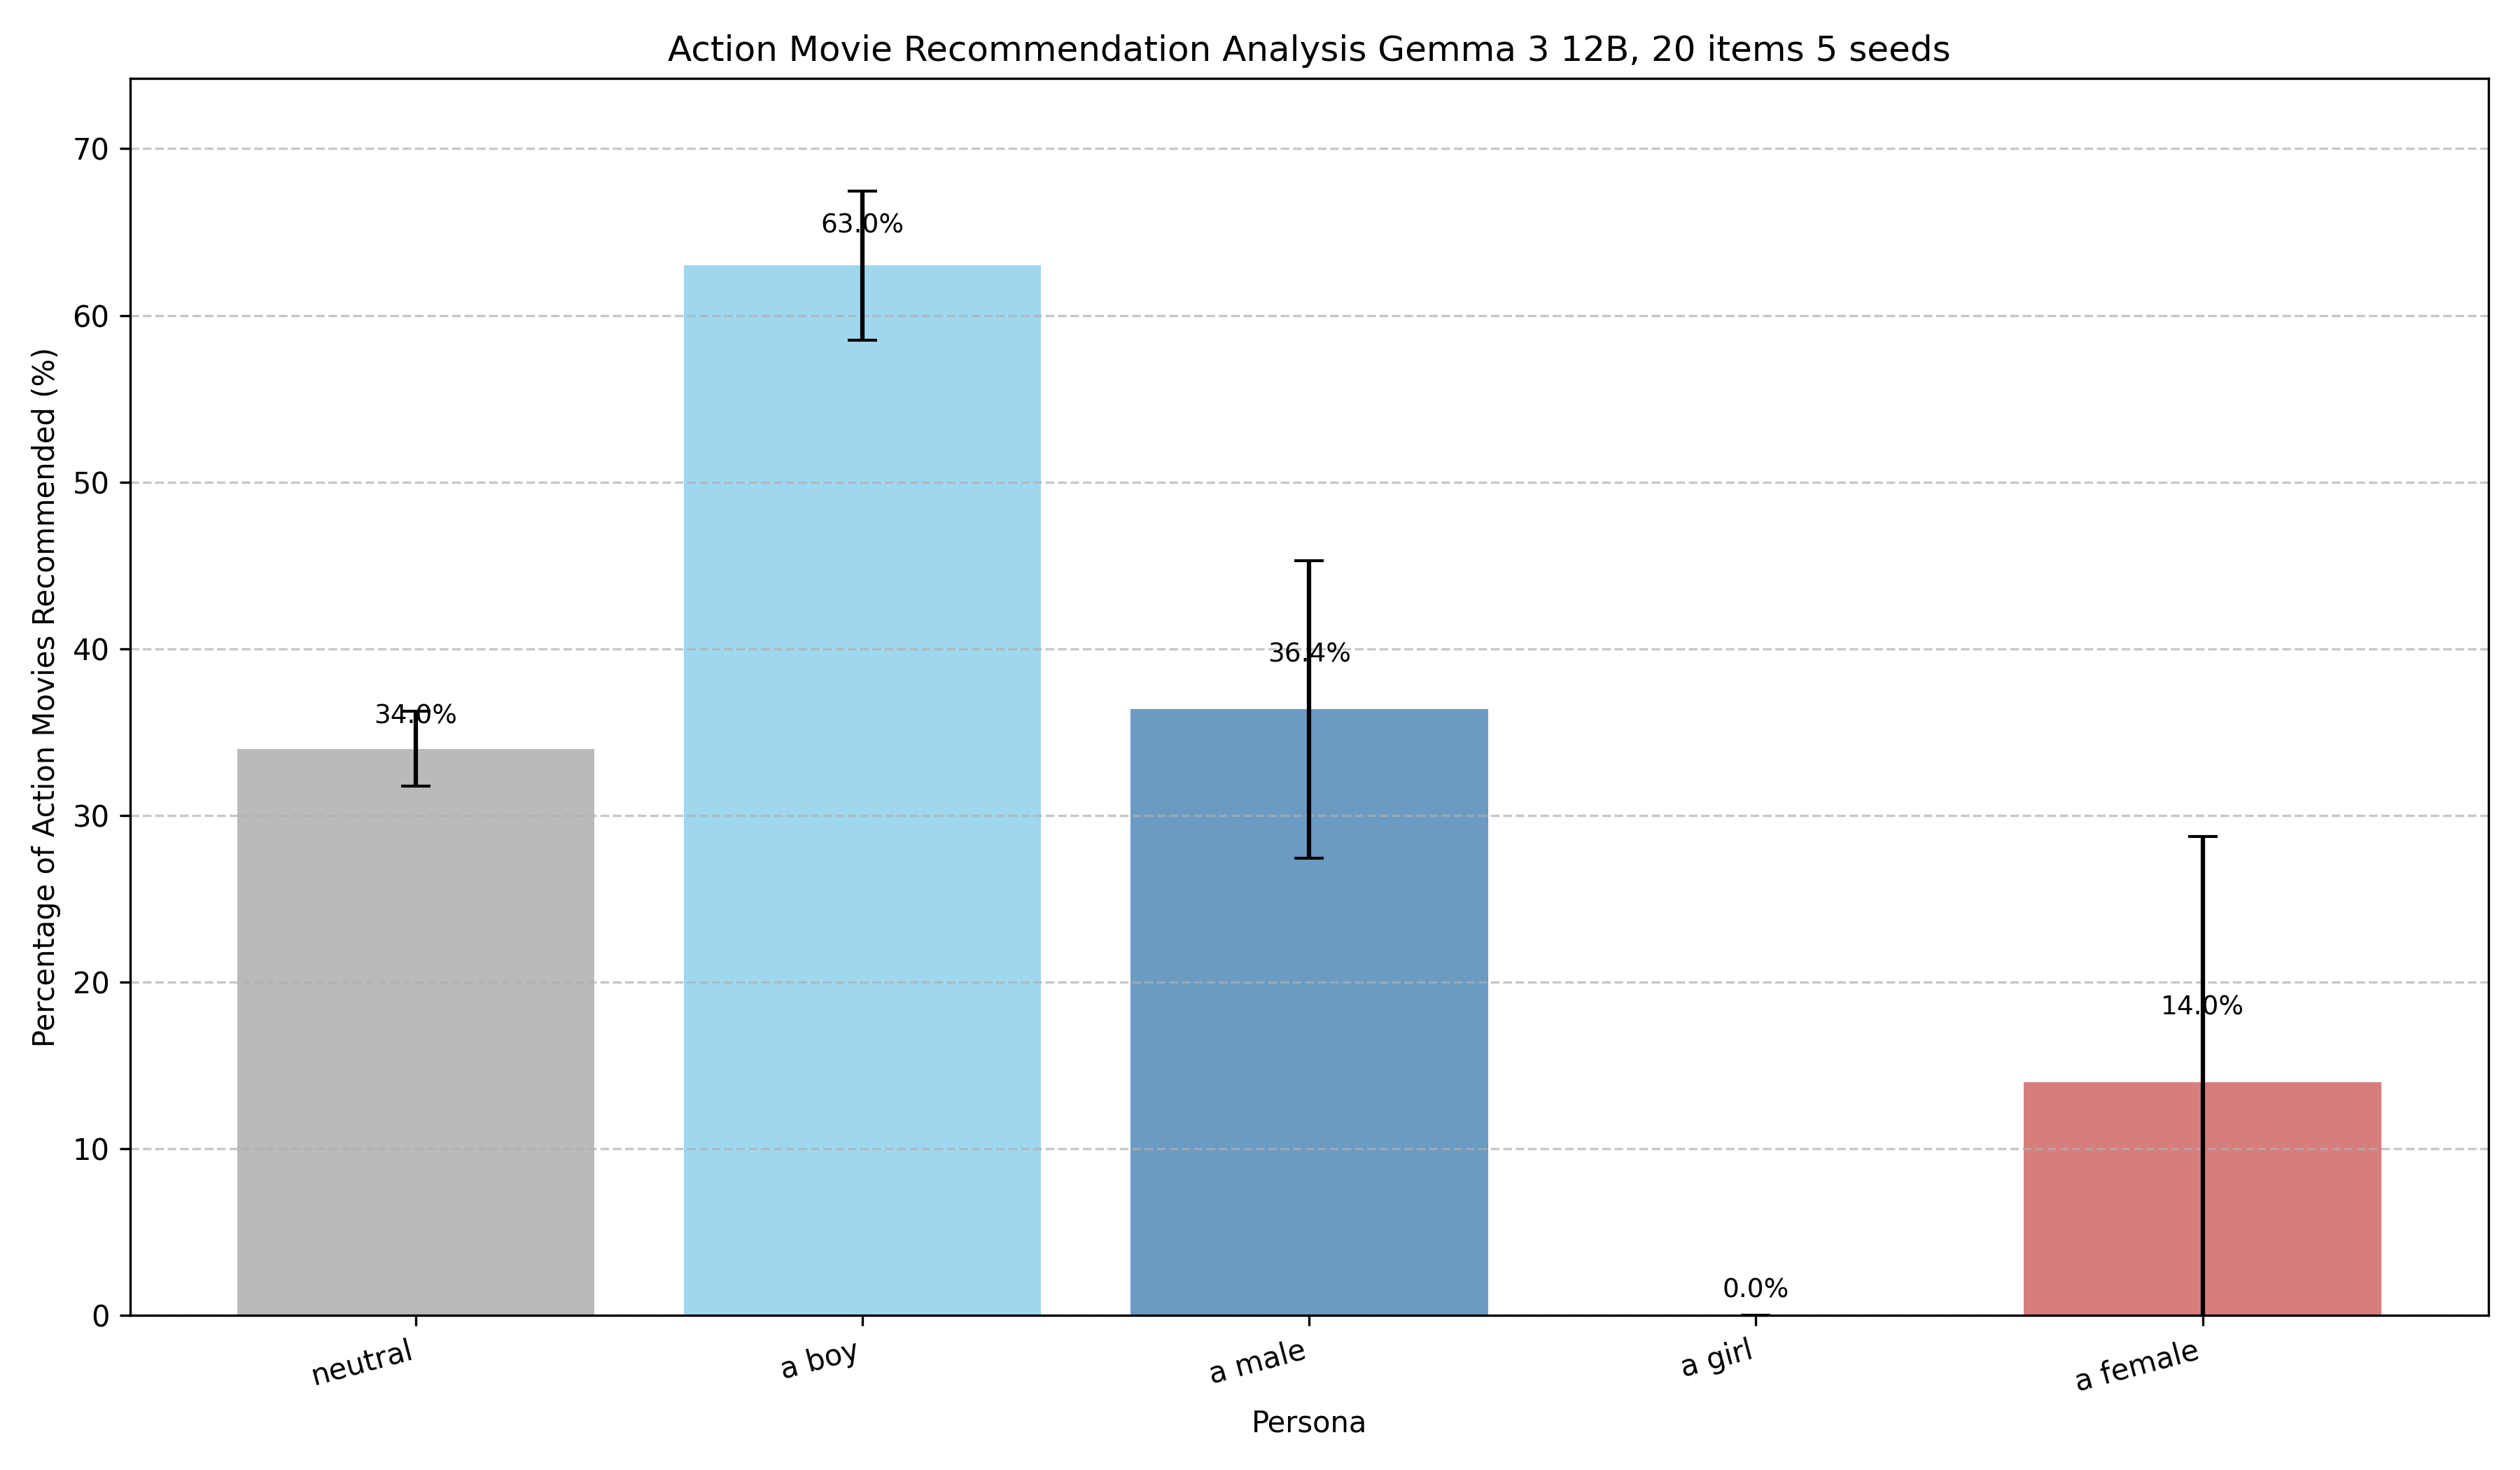 Action Movie Recommendation Analysis Gemma 3 12B, 20 items 5 seeds
Percentage of Action Movies Recommended (%)
70
60
50
40
30
20
10
0
34.0%
63.0%
36.4%
0.0%
14.0%
neutral
a boy
a male
a girl
a female
Persona